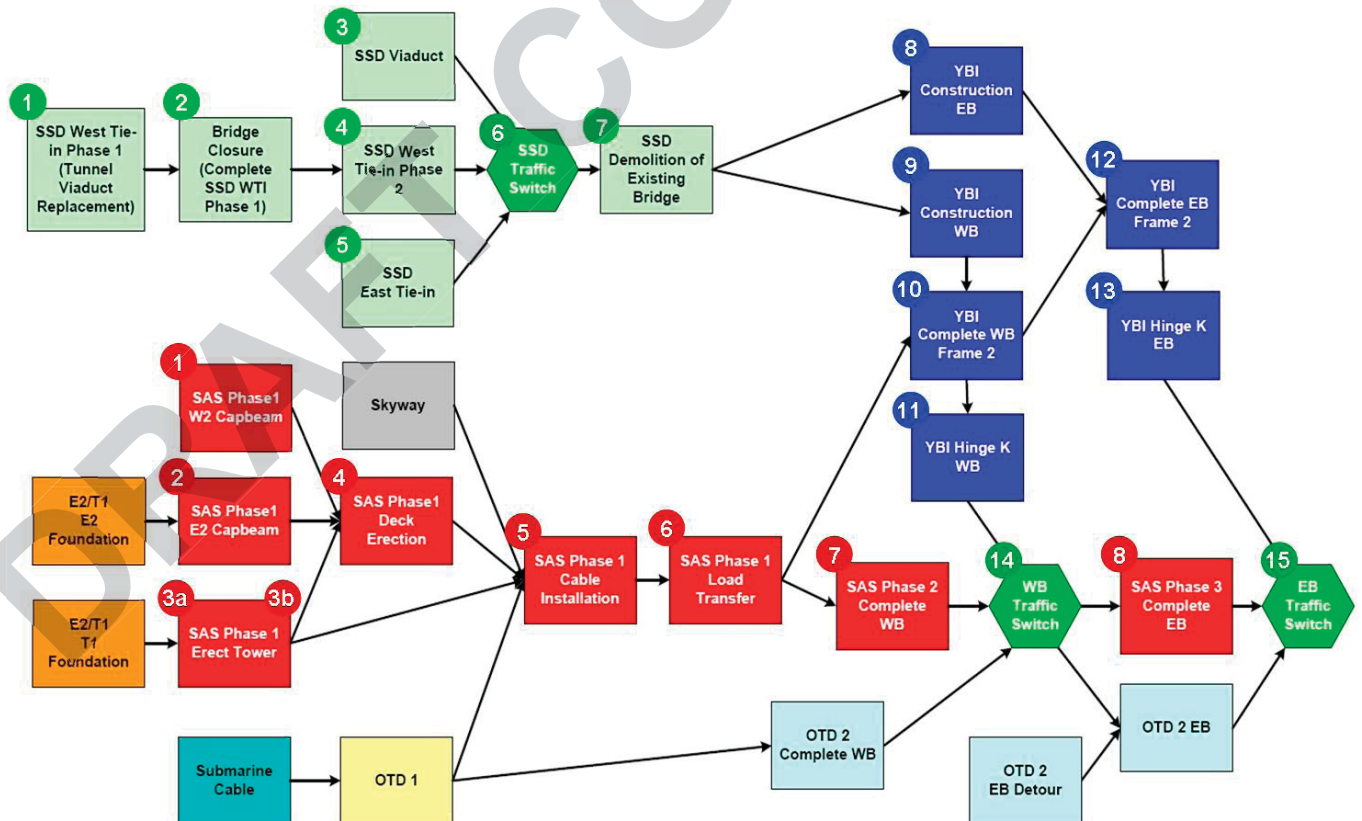 3
SSD Viaduct
1
SSD West Tie-
in Phase 1
(Tunnel
Viaduct
Replacement)
2
Bridge
Closure
(Complete
SSD WTI
Phase 1)
4
SSD West
Tie-in Phase
2
5
SSD
East Tie-in
6
SSD
Traffic
Switch
7
SSD
Demolition of
Existing
Bridge
8
YBI
Construction
EB
9
YBI
Construction
WB
10
YBI
Complete WB
Frame 2
11
YBI Hinge K
WB
12
YBI
Complete EB
Frame 2
13
YBI Hinge K
EB
1
SAS Phase1
W2 Capbeam
Skyway
E2/T1
E2
Foundation
2
SAS Phase1
E2 Capbeam
4
SAS Phase1
Deck
Erection
E2/T1
T1
Foundation
3a
3b
SAS Phase 1
Erect Tower
5
SAS Phase 1
Cable
Installation
6
SAS Phase 1
Load
Transfer
7
SAS Phase 2
Complete
WB
14
WB
Traffic
Switch
8
SAS Phase 3
Complete
EB
15
EB
Traffic
Switch
Submarine
Cable
OTD 1
OTD 2
Complete WB
OTD 2
EB Detour
OTD 2 EB
DRAFT CO